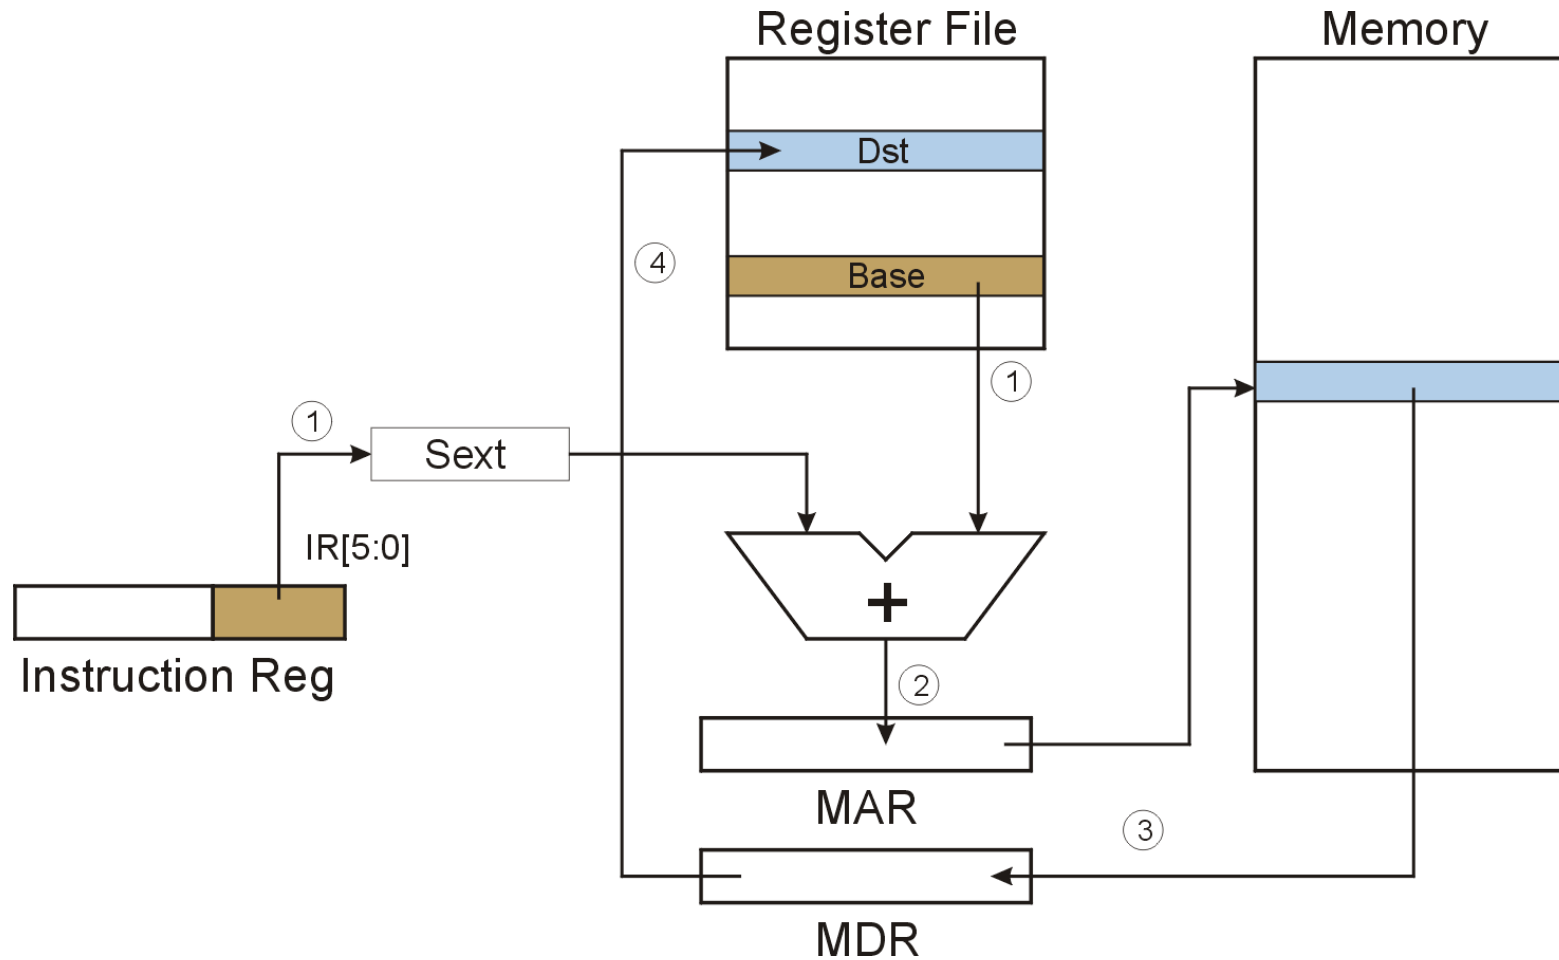 Register File
Memory
Dst
4
Base
1
1
Sext
IR[5:0]
+
Instruction Reg
2
MAR
3
MDR